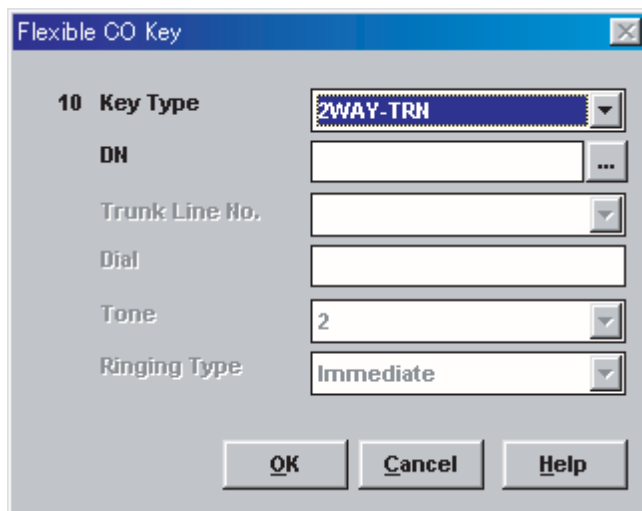 Flexible CO Key
10 Key Type 2WAY-TRN
DN ...
Trunk Line No.
Dial
Tone 2
Ringing Type Immediate
OK Cancel Help